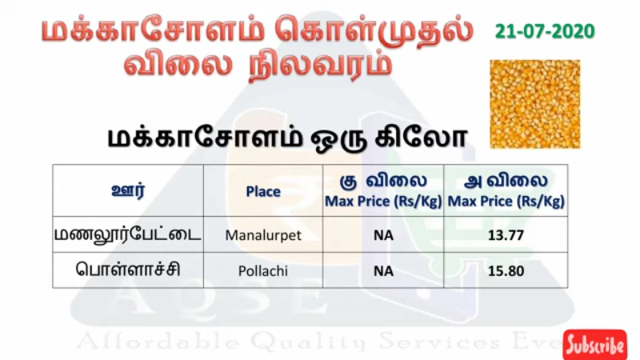 மக்காசோளம் கொள்முதல்
விலை நிலவரம்
21-07-2020
மக்காசோளம் ஒரு கிலோ
ஊர் Place கு விலை Max Price (Rs/Kg) அ விலை Max Price (Rs/Kg)
மணலூர்பேட்டை Manalurpet NA 13.77
பொள்ளாச்சி Pollachi NA 15.80
AQSE
Affordable Quality Services Eve
Subscribe